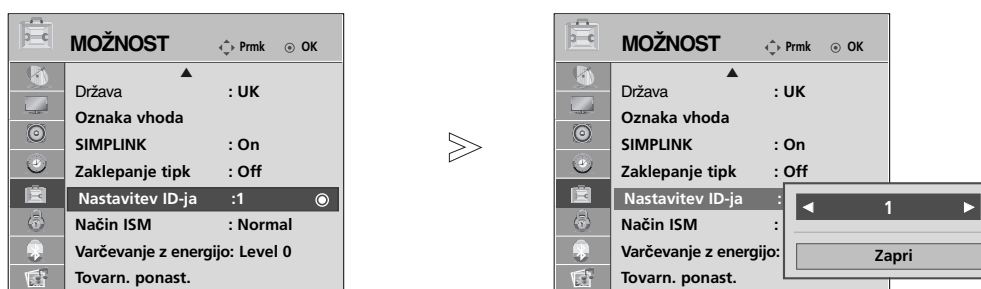 MOŽNOST Prmk OK
Država : UK
Oznaka vhoda
SIMPLINK : On
Zaklepanje tipk : Off
Nastavitev ID-ja :1
Način ISM : Normal
Varčevanje z energijo: Level 0
Tovarn. ponast.
MOŽNOST Prmk OK
Država : UK
Oznaka vhoda
SIMPLINK : On
Zaklepanje tipk : Off
Nastavitev ID-ja :
1
Način ISM :
Varčevanje z energijo:
Zapri
Tovarn. ponast.